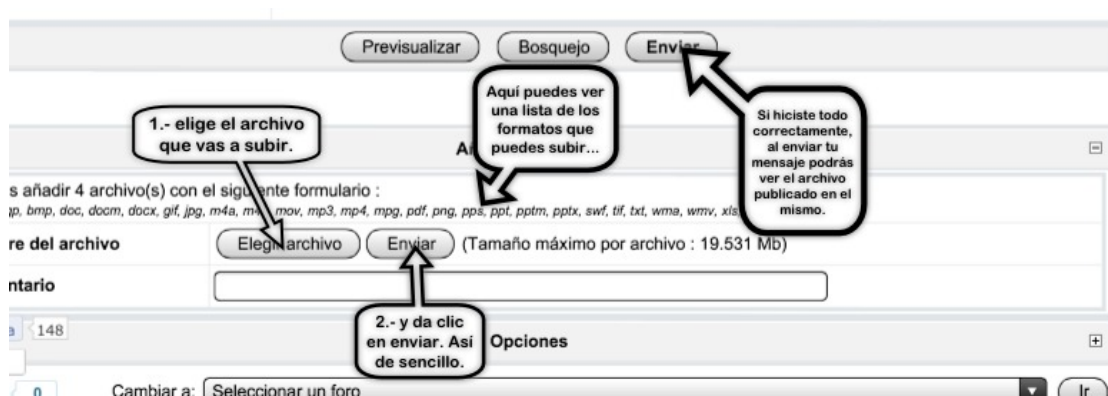 Previsualizar Bosquejo Enviar
Aquí puedes ver
una lista de los
formatos que
puedes subir...
Si hiciste todo
correctamente,
al enviar tu
mensaje podrás
ver el archivo
publicado en el
mismo.
1.- elige el archivo
que vas a subir.
s añadir 4 archivo(s) con el siguiente formulario :
bmp, doc, docm, docx, gif, jpg, m4a, mov, mp3, mp4, mpg, pdf, png, pps, ppt, pptm, pptx, swf, tif, txt, wma, wmv, xls
re del archivo Elegir archivo Enviar (Tamaño máximo por archivo : 19.531 Mb)
ntario
2.- y da clic
en enviar. Así
de sencillo.
148
Opciones
0 Cambiar a: Seleccionar un foro Ir